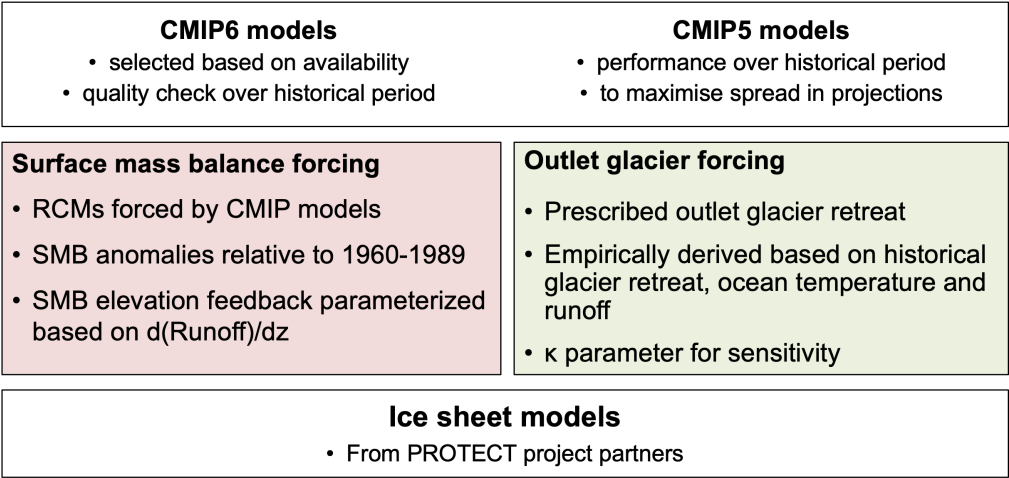 CMIP6 models
• selected based on availability
• quality check over historical period
CMIP5 models
• performance over historical period
• to maximise spread in projections
Surface mass balance forcing
• RCMs forced by CMIP models
• SMB anomalies relative to 1960-1989
• SMB elevation feedback parameterized
based on d(Runoff)/dz
Outlet glacier forcing
• Prescribed outlet glacier retreat
• Empirically derived based on historical
glacier retreat, ocean temperature and
runoff
• κ parameter for sensitivity
Ice sheet models
• From PROTECT project partners